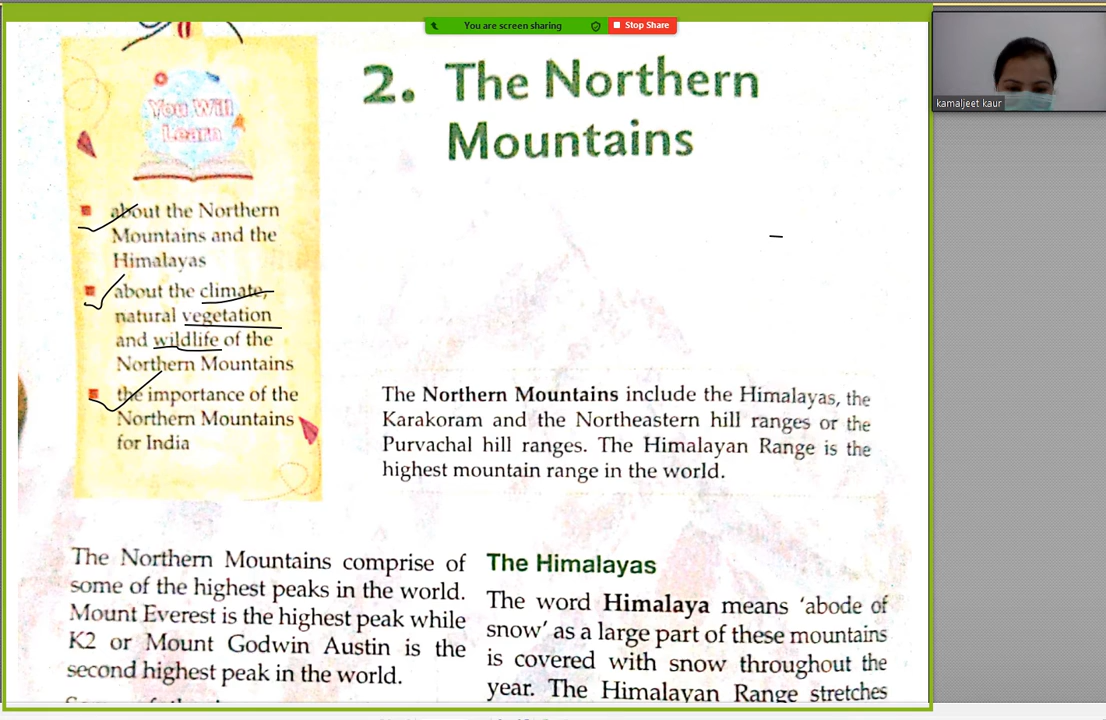 You are screen sharing
Stop Share
kamaljeet kaur
You Will
Learn
about the Northern
Mountains and the
Himalayas
about the climate,
natural vegetation
and wildlife of the
Northern Mountains
the importance of the
Northern Mountains
for India
2. The Northern
Mountains
The Northern Mountains include the Himalayas, the
Karakoram and the Northeastern hill ranges or the
Purvachal hill ranges. The Himalayan Range is the
highest mountain range in the world.
The Northern Mountains comprise of
some of the highest peaks in the world.
Mount Everest is the highest peak while
K2 or Mount Godwin Austin is the
second highest peak in the world.
The Himalayas
The word Himalaya means 'abode of
snow' as a large part of these mountains
is covered with snow throughout the
year. The Himalayan Range stretches